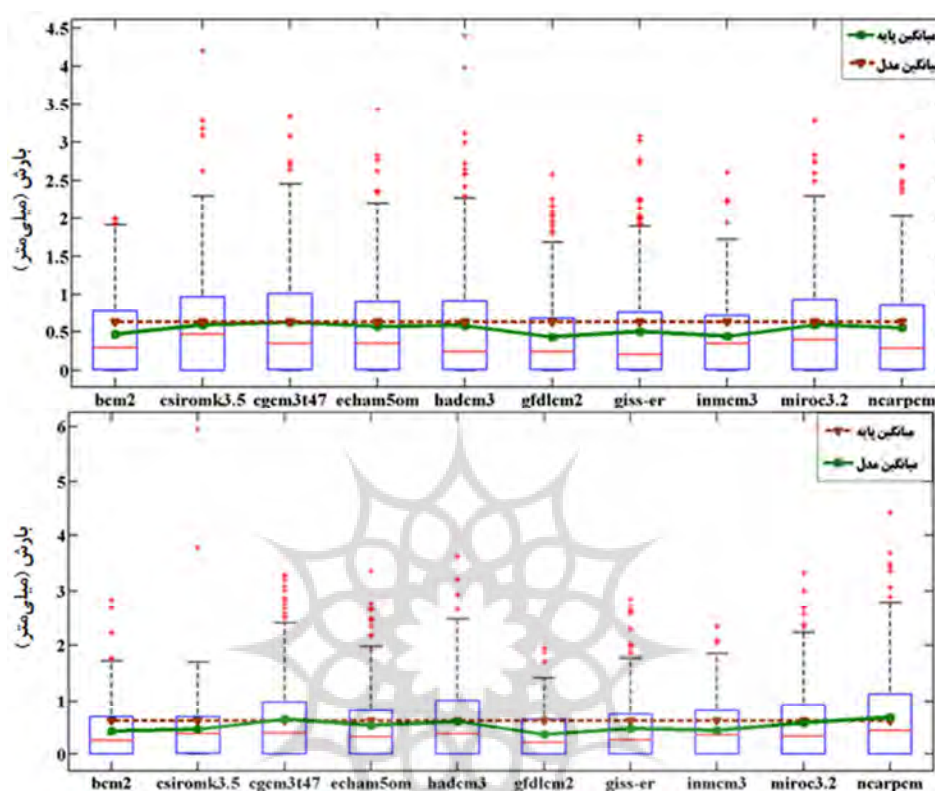 4.5
میانگین پایه
میانگین مدل
4
3.5
3
2.5
2
1.5
1
0.5
0
بارش (میلی‌متر)
bcm2 csiromk3.5 cgcm3t47 echam5om hadcm3 gfdlcm2 giss-er inmcm3 miroc3.2 ncarpcm
6
میانگین پایه
میانگین مدل
5
4
3
2
1
0
بارش (میلی‌متر)
bcm2 csiromk3.5 cgcm3t47 echam5om hadcm3 gfdlcm2 giss-er inmcm3 miroc3.2 ncarpcm